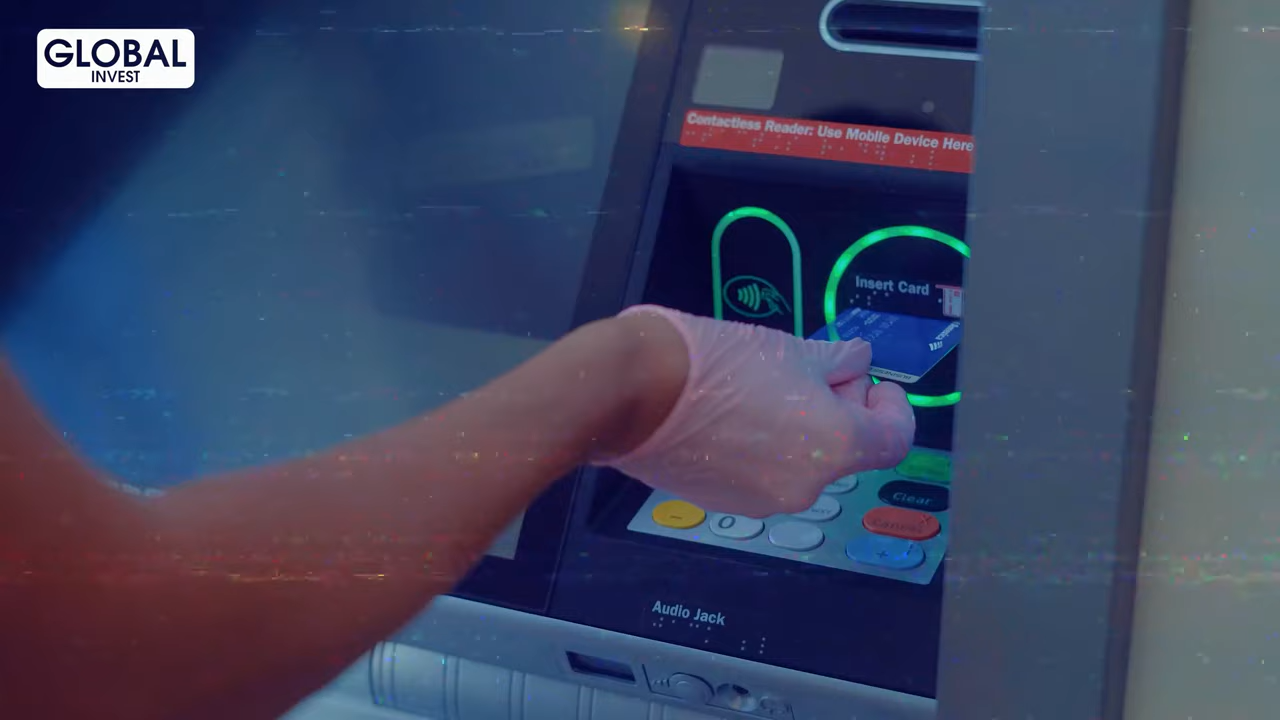 GLOBAL
INVEST
Contactless Reader: Use Mobile Device Here
Insert Card
Clear
Cancel
0
Audio Jack